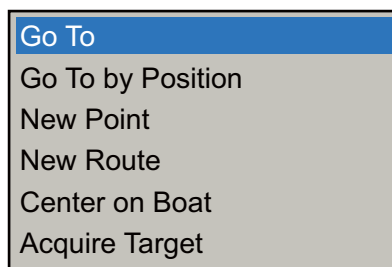 Go To
Go To by Position
New Point
New Route
Center on Boat
Acquire Target